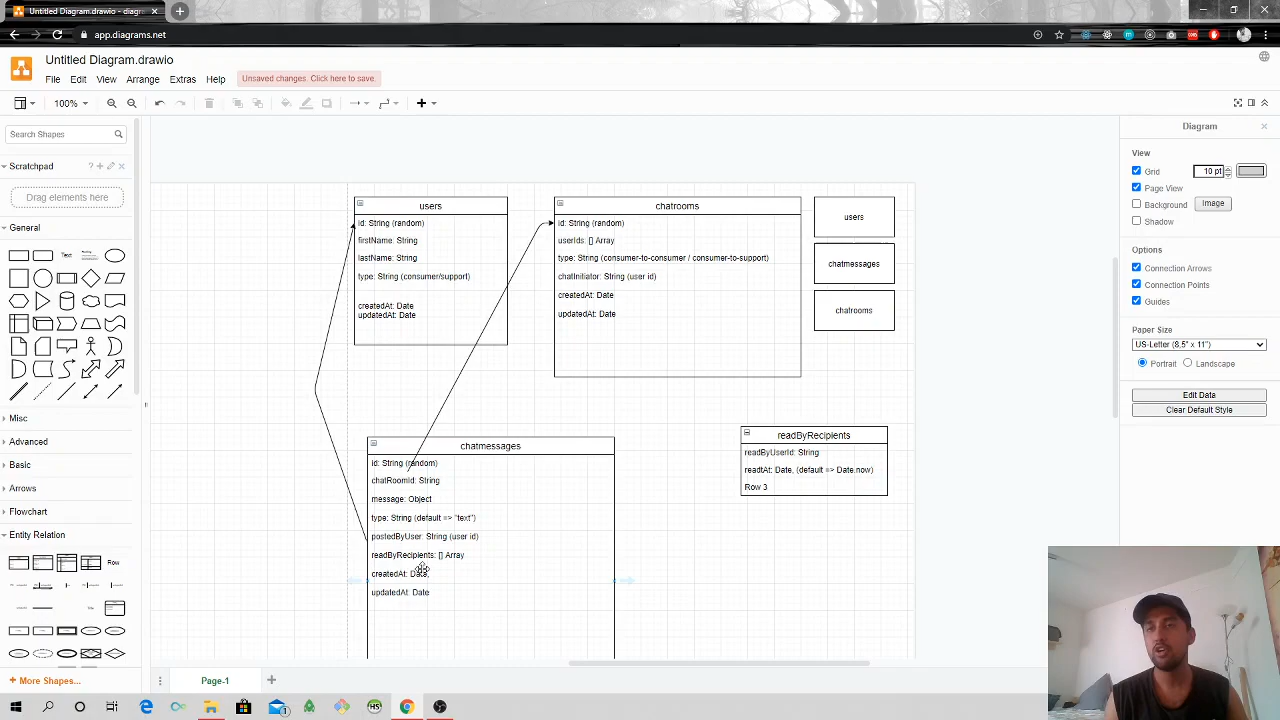 Untitled Diagram.drawio
app.diagrams.net
Untitled Diagram.drawio
File Edit View Arrange Extras Help Unsaved changes. Click here to save.
100%
Search Shapes
Scratchpad
Drag elements here
General
Text
Misc
Advanced
Basic
Arrows
Flowchart
Entity Relation
Row
+ More Shapes...
users
id: String (random)
firstName: String
lastName: String
type: String (consumer/support)
createdAt: Date
updatedAt: Date
chatrooms
id: String (random)
userIds: [] Array
type: String (consumer-to-consumer / consumer-to-support)
chatInitiator: String (user id)
createdAt: Date
updatedAt: Date
users
chatmessages
chatrooms
chatmessages
id: String (random)
chatRoomId: String
message: Object
type: String (default => "text")
postedByUser: String (user id)
readByRecipients: [] Array
createdAt: Data,
updatedAt: Date
readByRecipients
readByUserId: String
readtAt: Date, (default => Date.now)
Row 3
Diagram
View
Grid 10 pt
Page View
Background Image
Shadow
Options
Connection Arrows
Connection Points
Guides
Paper Size
US-Letter (8,5" x 11")
Portrait Landscape
Edit Data
Clear Default Style
Page-1